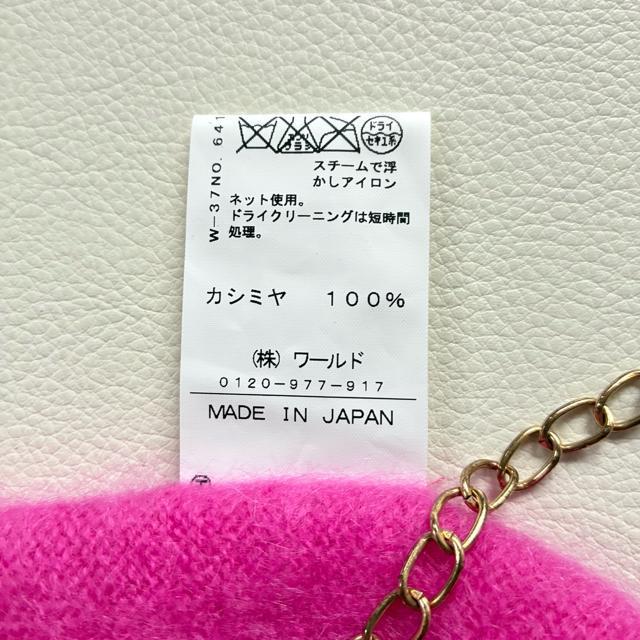 W-37NO. 641
ドライ
セキユ系
スチームで浮
かしアイロン
ネット使用。
ドライクリーニングは短時間
処理。
カシミヤ 100%
(株) ワールド
0120-977-917
MADE IN JAPAN